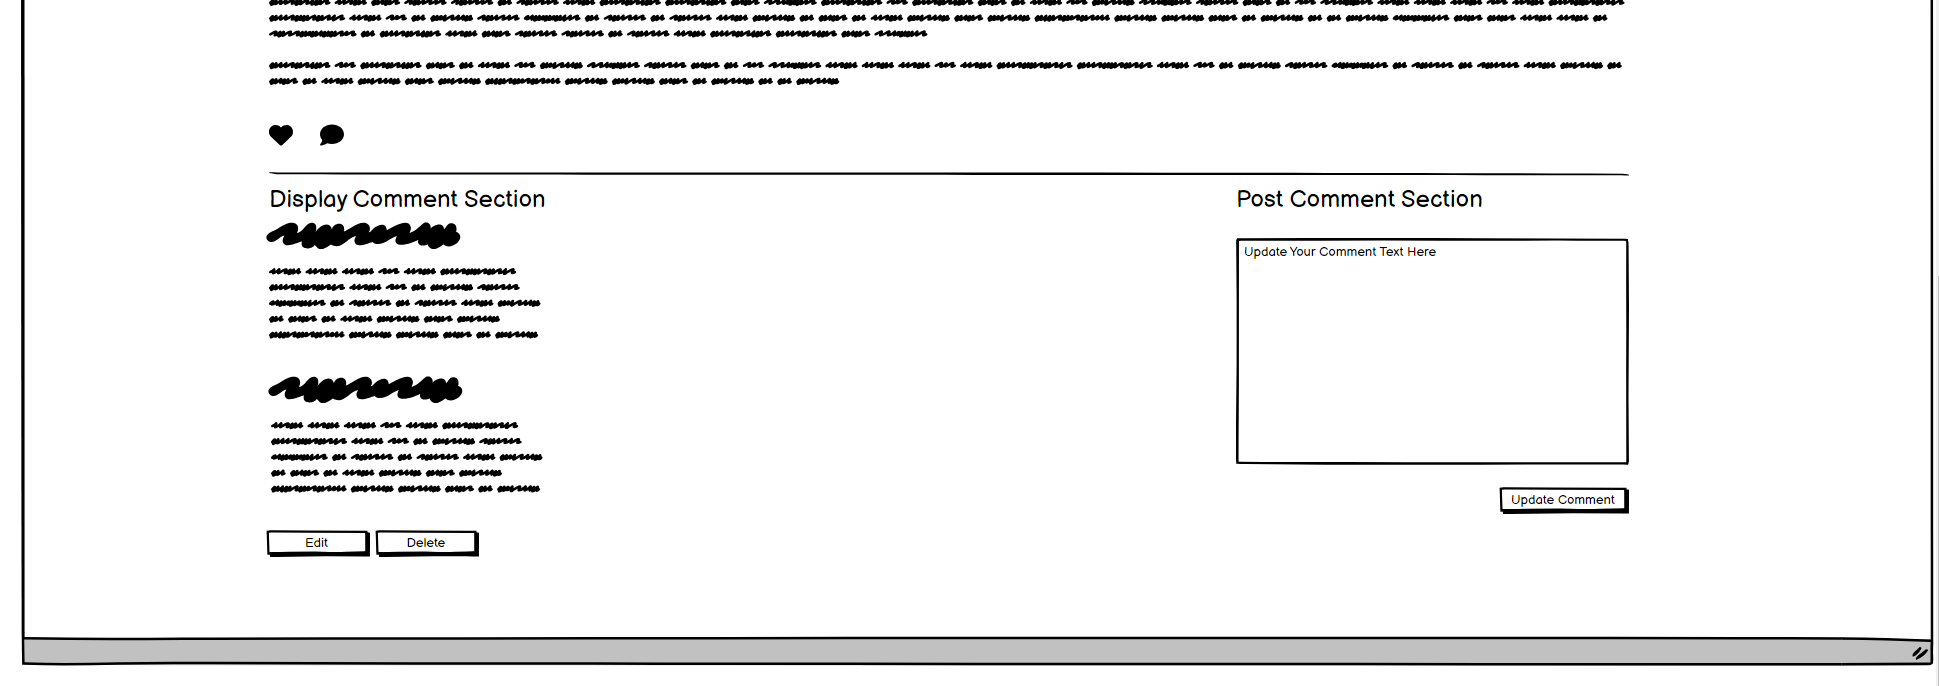 Display Comment Section
Post Comment Section
Update Your Comment Text Here
Update Comment
Edit
Delete